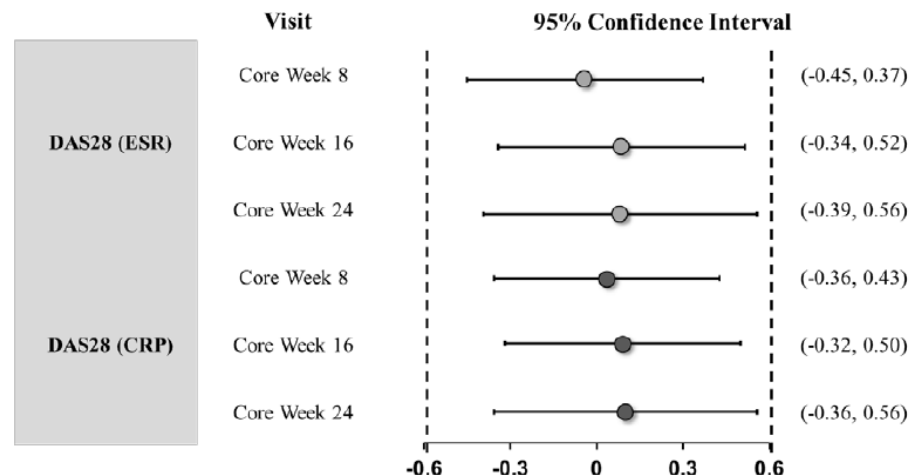 Visit 95% Confidence Interval
Core Week 8 (-0.45, 0.37)
DAS28 (ESR) Core Week 16 (-0.34, 0.52)
Core Week 24 (-0.39, 0.56)
Core Week 8 (-0.36, 0.43)
DAS28 (CRP) Core Week 16 (-0.32, 0.50)
Core Week 24 (-0.36, 0.56)
-0.6 -0.3 0 0.3 0.6